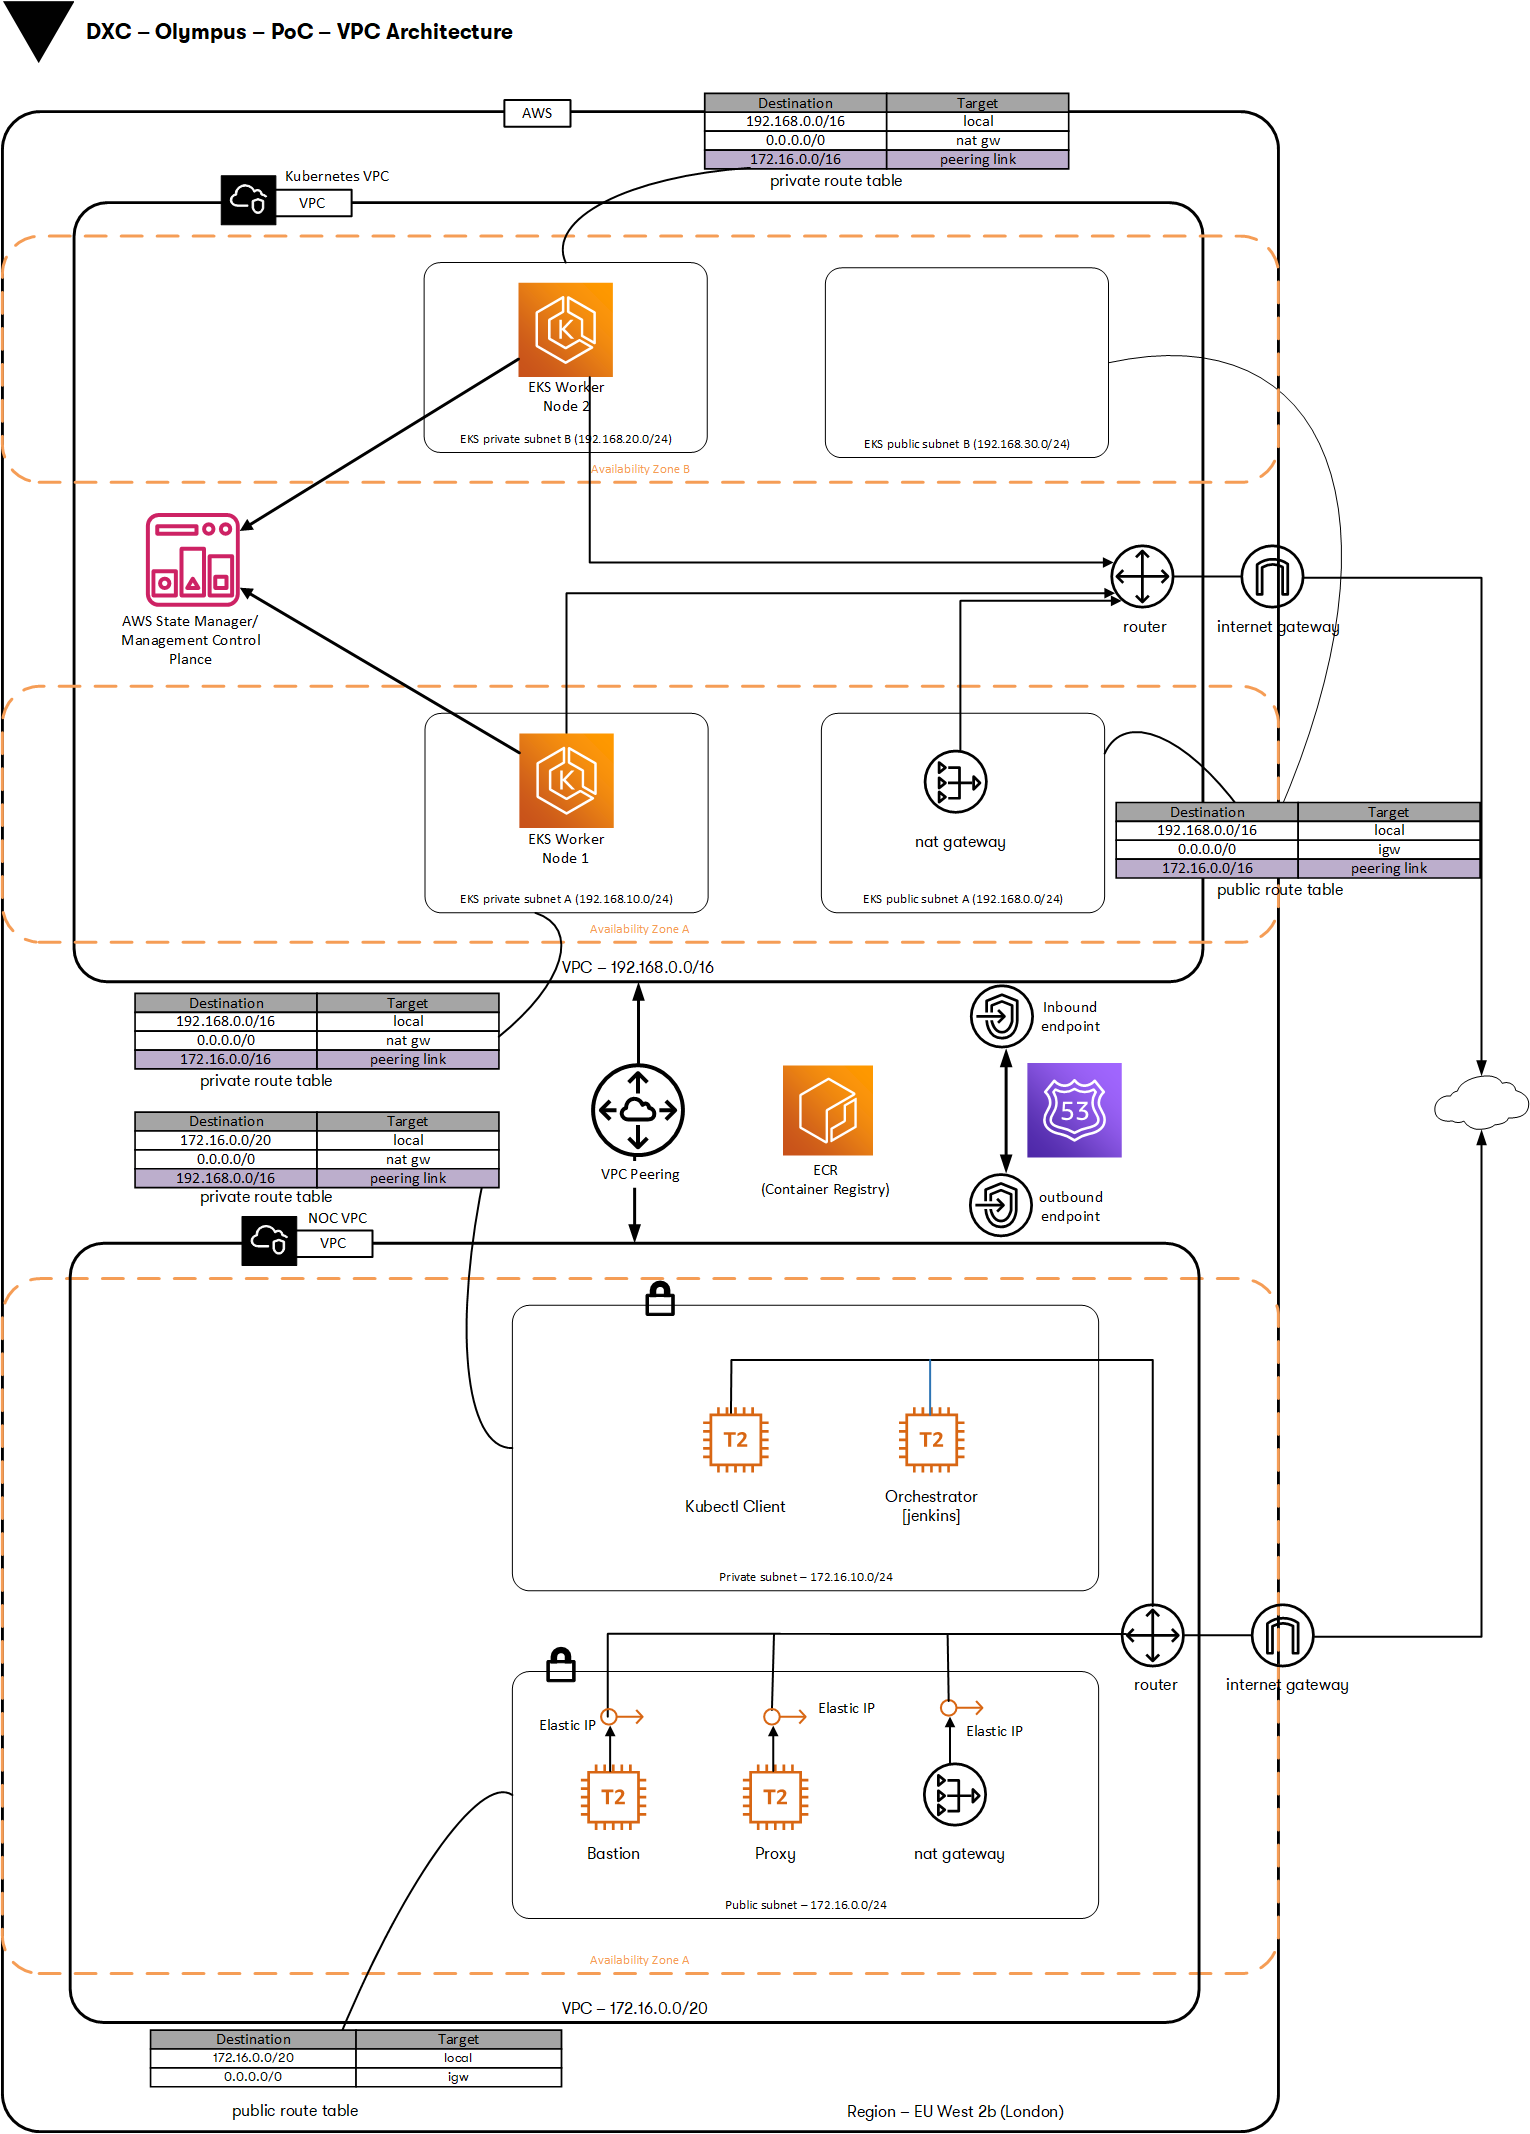 DXC – Olympus – PoC – VPC Architecture
AWS
Destination Target
192.168.0.0/16 local
0.0.0.0/0 nat gw
172.16.0.0/16 peering link
private route table
Kubernetes VPC
VPC
EKS Worker
Node 2
EKS private subnet B (192.168.20.0/24)
EKS public subnet B (192.168.30.0/24)
Availability Zone B
AWS State Manager/
Management Control
Plance
router
internet gateway
EKS Worker
Node 1
nat gateway
EKS private subnet A (192.168.10.0/24)
EKS public subnet A (192.168.0.0/24)
Destination Target
192.168.0.0/16 local
0.0.0.0/0 igw
172.16.0.0/16 peering link
public route table
Availability Zone A
VPC – 192.168.0.0/16
Destination Target
192.168.0.0/16 local
0.0.0.0/0 nat gw
172.16.0.0/16 peering link
private route table
Inbound
endpoint
53
VPC Peering
ECR
(Container Registry)
outbound
endpoint
Destination Target
172.16.0.0/20 local
0.0.0.0/0 nat gw
192.168.0.0/16 peering link
private route table
NOC VPC
VPC
T2
T2
Kubectl Client
Orchestrator
[jenkins]
Private subnet – 172.16.10.0/24
router
internet gateway
Elastic IP
Elastic IP
Elastic IP
T2
T2
Bastion
Proxy
nat gateway
Public subnet – 172.16.0.0/24
Availability Zone A
VPC – 172.16.0.0/20
Destination Target
172.16.0.0/20 local
0.0.0.0/0 igw
public route table
Region – EU West 2b (London)